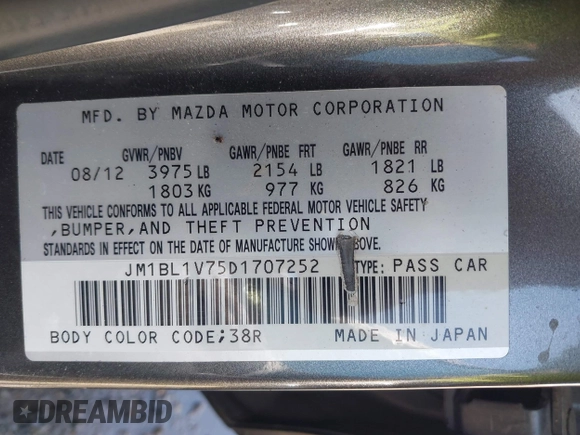 MFD. BY MAZDA MOTOR CORPORATION
DATE GVWR/PNBV GAWR/PNBE FRT GAWR/PNBE RR
08/12 3975 LB 2154 LB 1821 LB
1803 KG 977 KG 826 KG
THIS VEHICLE CONFORMS TO ALL APPLICABLE FEDERAL MOTOR VEHICLE SAFETY
,BUMPER,AND THEFT PREVENTION
STANDARDS IN EFFECT ON THE DATE OF MANUFACTURE SHOWN ABOVE.
JM1BL1V75D1707252 TYPE: PASS CAR
BODY COLOR CODE;38R MADE IN JAPAN
DREAMBID